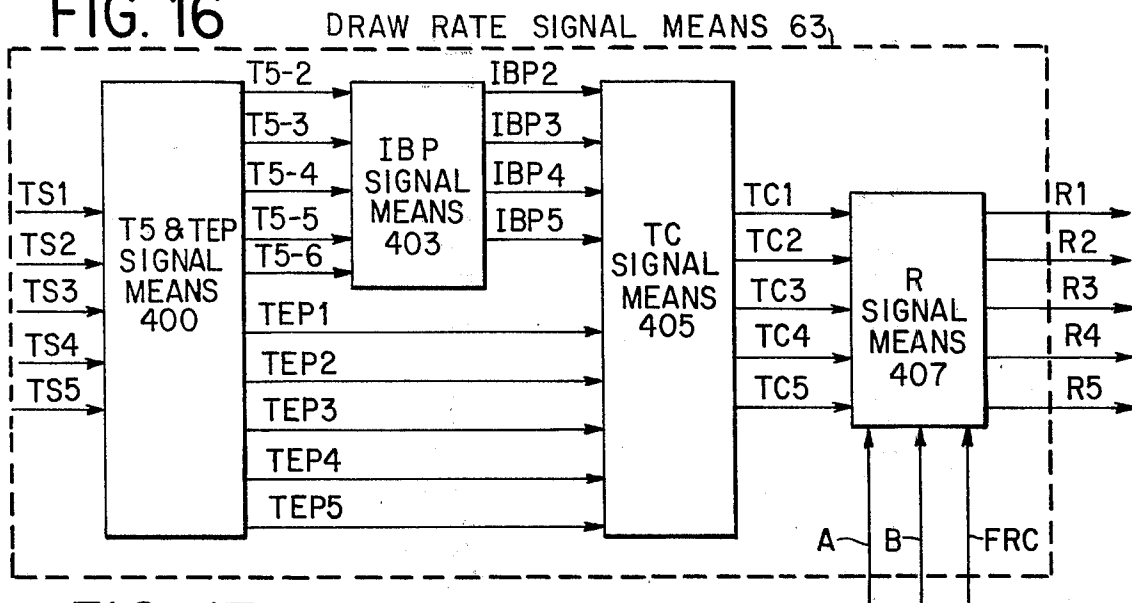 FIG. 16
DRAW RATE SIGNAL MEANS 63
TS1
TS2
TS3
TS4
TS5
T5 & TEP
SIGNAL
MEANS
400
T5-2
T5-3
T5-4
T5-5
T5-6
TEP1
TEP2
TEP3
TEP4
TEP5
IBP
SIGNAL
MEANS
403
IBP2
IBP3
IBP4
IBP5
TC
SIGNAL
MEANS
405
TC1
TC2
TC3
TC4
TC5
R
SIGNAL
MEANS
407
R1
R2
R3
R4
R5
A
B
FRC